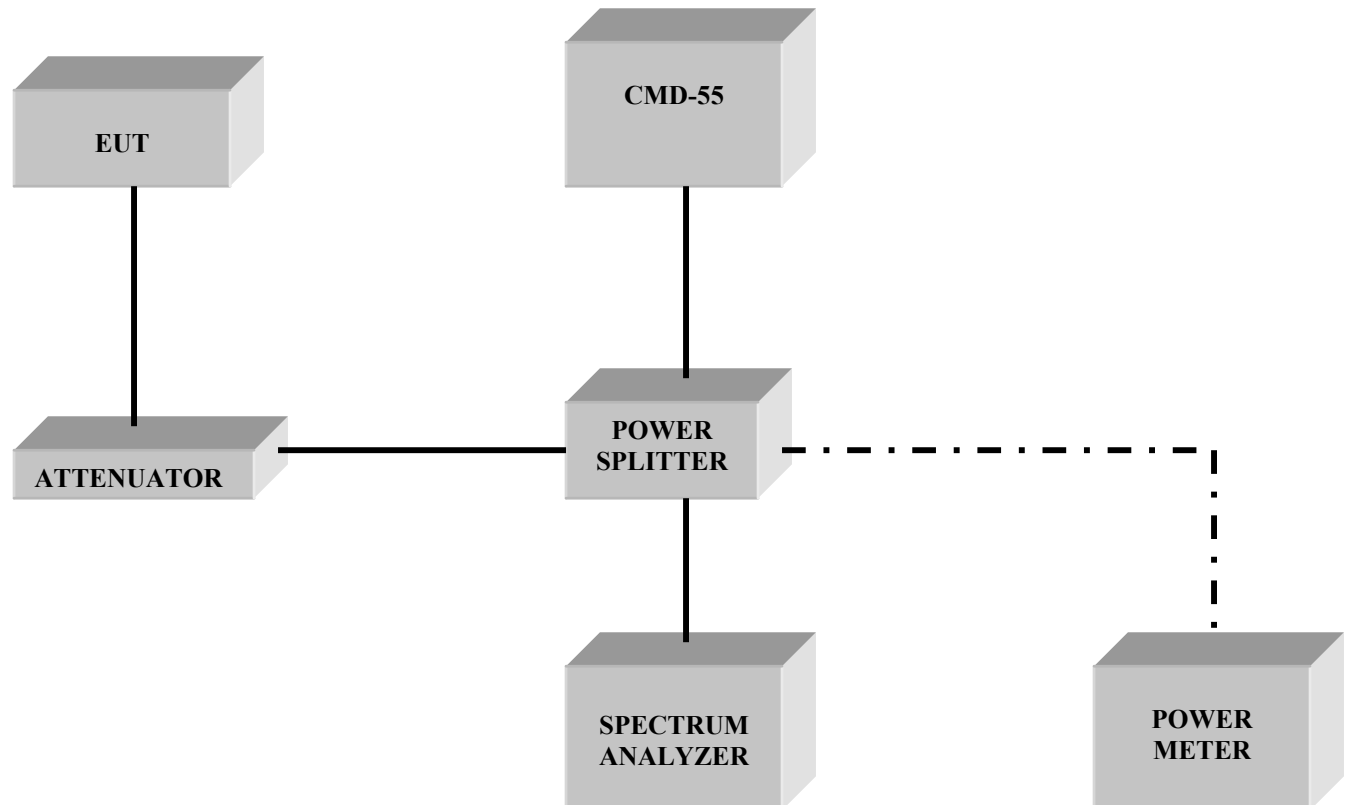 CMD-55
EUT
POWER
SPLITTER
ATTENUATOR
SPECTRUM
ANALYZER
POWER
METER